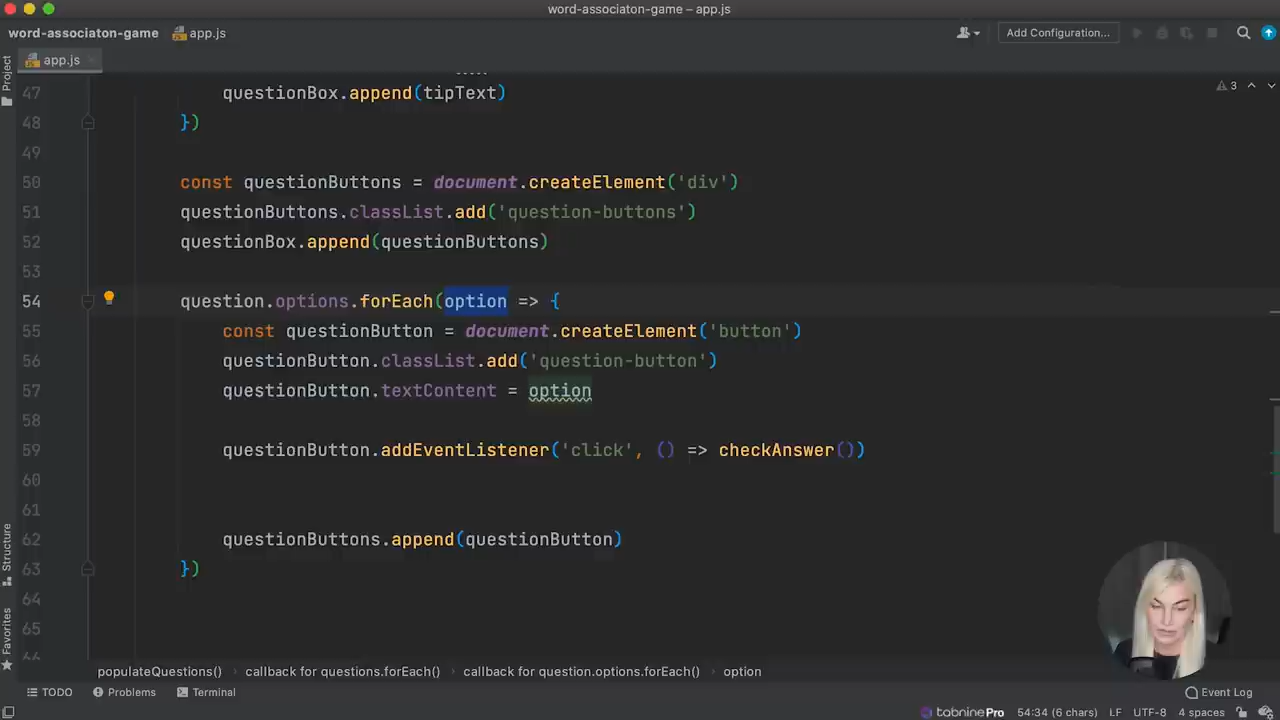 word-associaton-game – app.js
word-associaton-game app.js Add Configuration...
app.js
Project
3
47 questionBox.append(tipText)
48 })
49
50 const questionButtons = document.createElement('div')
51 questionButtons.classList.add('question-buttons')
52 questionBox.append(questionButtons)
53
54 question.options.forEach(option => {
55 const questionButton = document.createElement('button')
56 questionButton.classList.add('question-button')
57 questionButton.textContent = option
58
59 questionButton.addEventListener('click', () => checkAnswer())
60
61
62 questionButtons.append(questionButton)
63 })
64
65
66
Structure
Favorites
populateQuestions() › callback for questions.forEach() › callback for question.options.forEach() › option
TODO Problems Terminal Event Log
tabninePro 54:34 (6 chars) LF UTF-8 4 spaces